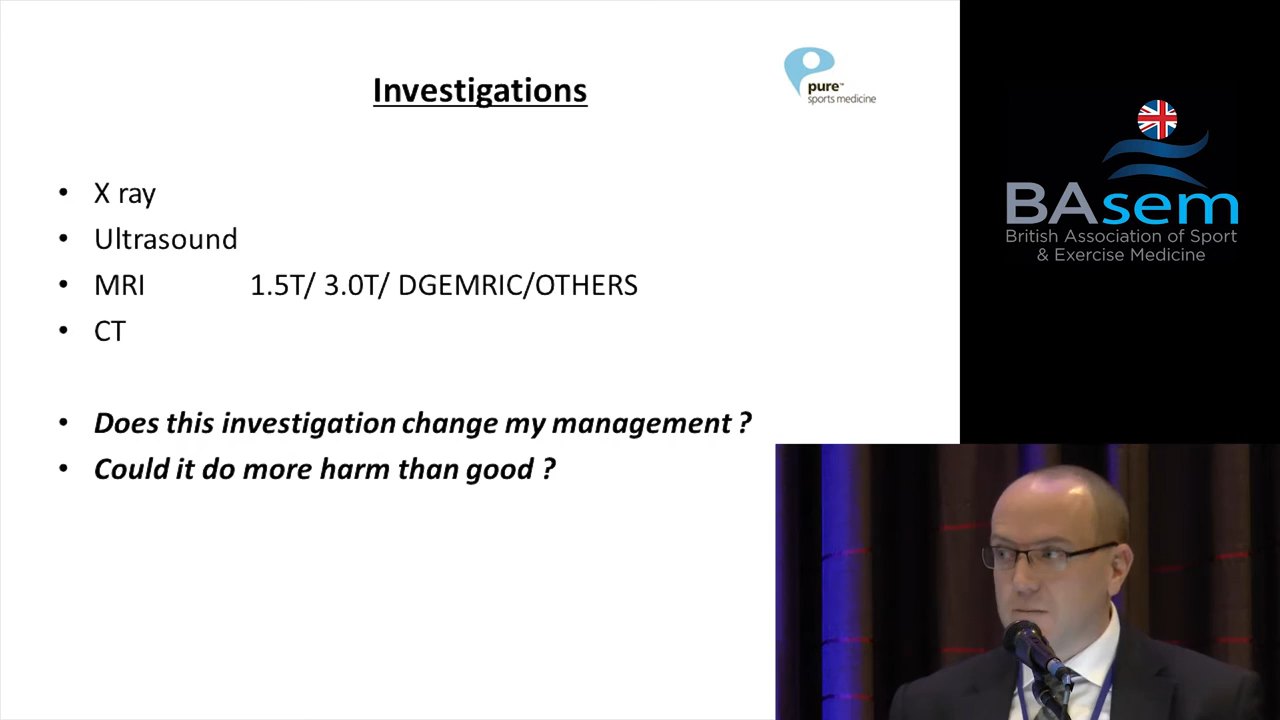 Investigations
pure™
sports medicine
• X ray
• Ultrasound
• MRI 1.5T/ 3.0T/ DGEMRIC/OTHERS
• CT
• Does this investigation change my management ?
• Could it do more harm than good ?
BAsem
British Association of Sport
& Exercise Medicine